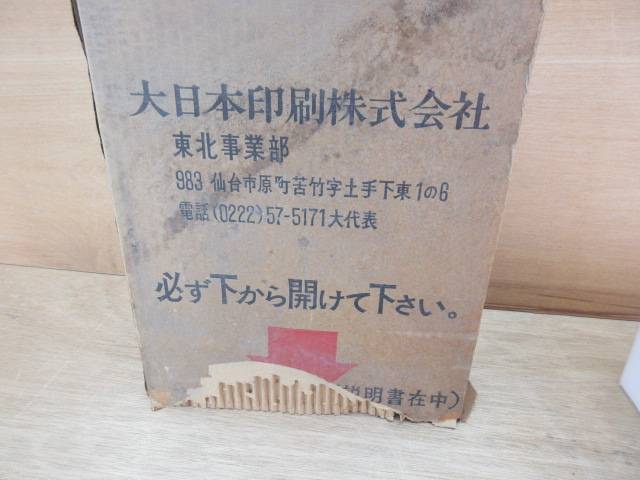 大日本印刷株式会社
東北事業部
983 仙台市原町苦竹字土手下東1の6
電話(0222)57-5171大代表
必ず下から開けて下さい。
説明書在中)